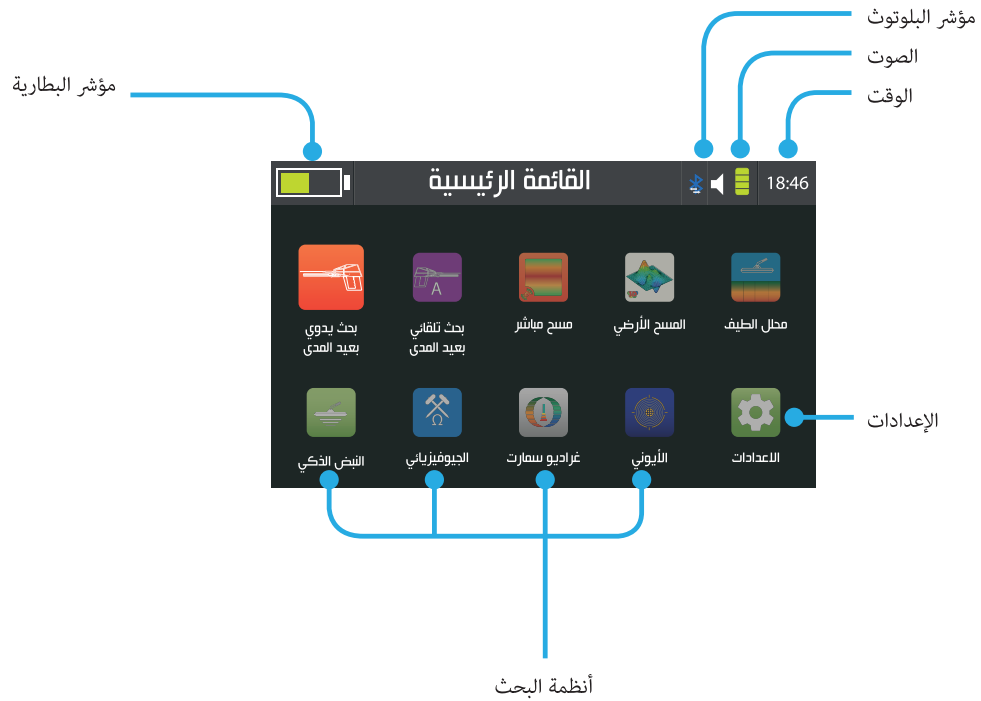 مؤشر البلوتوث
الصوت
الوقت
مؤشر البطارية
القائمة الرئيسية
18:46
بحث يدوي
بعيد المدى
بحث تلقائي
بعيد المدى
A
مسح مباشر
المسح الأرضي
محلل الطيف
النبض الذكي
الجيوفيزيائي
Ω
غراديو سمارت
الأيوني
الاعدادات
الإعدادات
أنظمة البحث